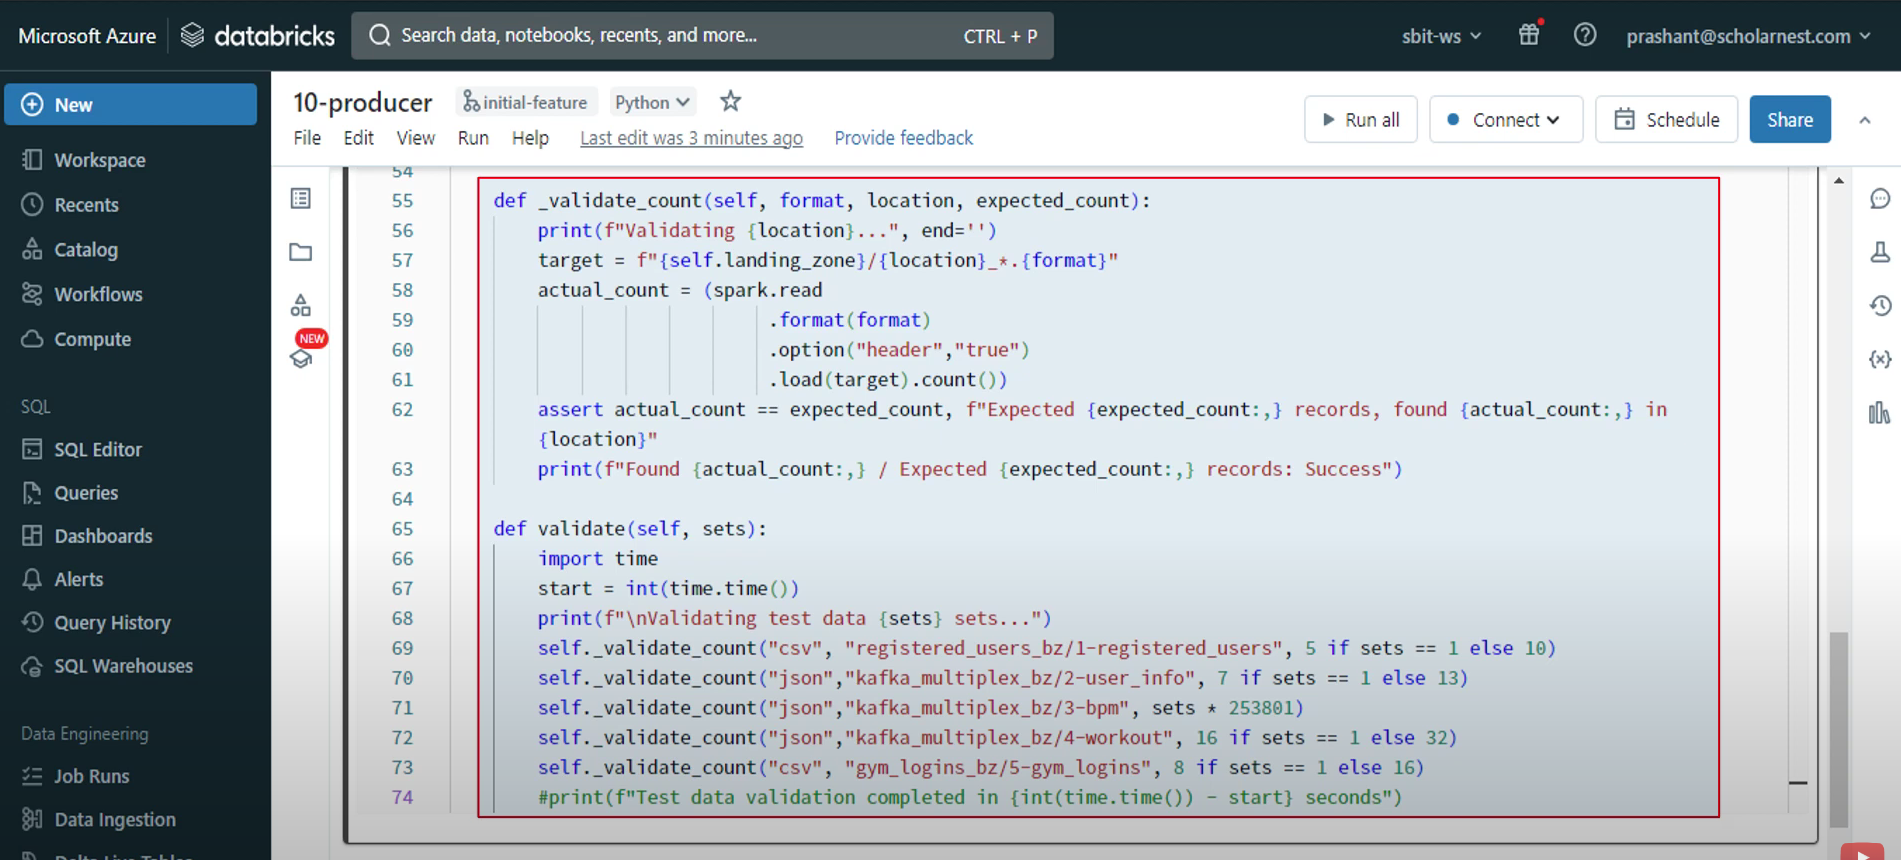 Microsoft Azure databricks Search data, notebooks, recents, and more... CTRL + P sbit-ws prashant@scholarnest.com
New
Workspace
Recents
Catalog
Workflows
Compute
SQL
SQL Editor
Queries
Dashboards
Alerts
Query History
SQL Warehouses
Data Engineering
Job Runs
Data Ingestion
Delta Live Tables
10-producer initial-feature Python
Run all Connect Schedule Share
File Edit View Run Help Last edit was 3 minutes ago Provide feedback
NEW
54
55 def _validate_count(self, format, location, expected_count):
56 print(f"Validating {location}...", end='')
57 target = f"{self.landing_zone}/{location}_*.{format}"
58 actual_count = (spark.read
59 .format(format)
60 .option("header","true")
61 .load(target).count())
62 assert actual_count == expected_count, f"Expected {expected_count:,} records, found {actual_count:,} in
{location}"
63 print(f"Found {actual_count:,} / Expected {expected_count:,} records: Success")
64
65 def validate(self, sets):
66 import time
67 start = int(time.time())
68 print(f"\nValidating test data {sets} sets...")
69 self._validate_count("csv", "registered_users_bz/1-registered_users", 5 if sets == 1 else 10)
70 self._validate_count("json","kafka_multiplex_bz/2-user_info", 7 if sets == 1 else 13)
71 self._validate_count("json","kafka_multiplex_bz/3-bpm", sets * 253801)
72 self._validate_count("json","kafka_multiplex_bz/4-workout", 16 if sets == 1 else 32)
73 self._validate_count("csv", "gym_logins_bz/5-gym_logins", 8 if sets == 1 else 16)
74 #print(f"Test data validation completed in {int(time.time()) - start} seconds")